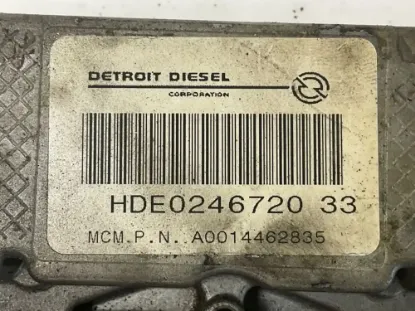 DETROIT DIESEL
CORPORATION
HDE0246720 33
MCM.P.N..A0014462835